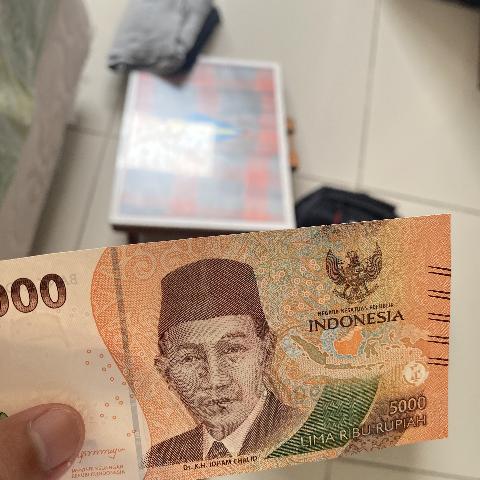 000
NEGARA KESATUAN REPUBLIK
INDONESIA
5000
LIMA RIBU RUPIAH
DR. K.H. IDHAM CHALID